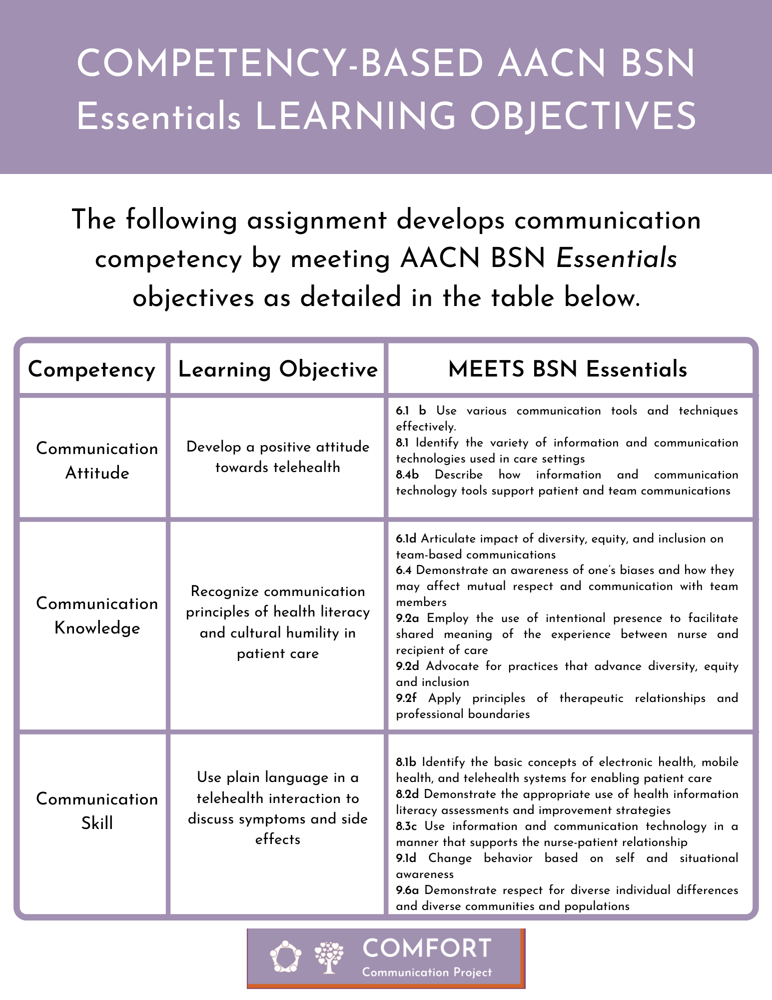 COMPETENCY-BASED AACN BSN
Essentials LEARNING OBJECTIVES
The following assignment develops communication
competency by meeting AACN BSN Essentials
objectives as detailed in the table below.
Competency
Learning Objective
MEETS BSN Essentials
Communication
Attitude
Develop a positive attitude
towards telehealth
6.1 b Use various communication tools and techniques
effectively.
8.1 Identify the variety of information and communication
technologies used in care settings
8.4b Describe how information and communication
technology tools support patient and team communications
Communication
Knowledge
Recognize communication
principles of health literacy
and cultural humility in
patient care
6.1d Articulate impact of diversity, equity, and inclusion on
team-based communications
6.4 Demonstrate an awareness of one's biases and how they
may affect mutual respect and communication with team
members
9.2a Employ the use of intentional presence to facilitate
shared meaning of the experience between nurse and
recipient of care
9.2d Advocate for practices that advance diversity, equity
and inclusion
9.2f Apply principles of therapeutic relationships and
professional boundaries
Communication
Skill
Use plain language in a
telehealth interaction to
discuss symptoms and side
effects
8.1b Identify the basic concepts of electronic health, mobile
health, and telehealth systems for enabling patient care
8.2d Demonstrate the appropriate use of health information
literacy assessments and improvement strategies
8.3c Use information and communication technology in a
manner that supports the nurse-patient relationship
9.1d Change behavior based on self and situational
awareness
9.6a Demonstrate respect for diverse individual differences
and diverse communities and populations
COMFORT
Communication Project